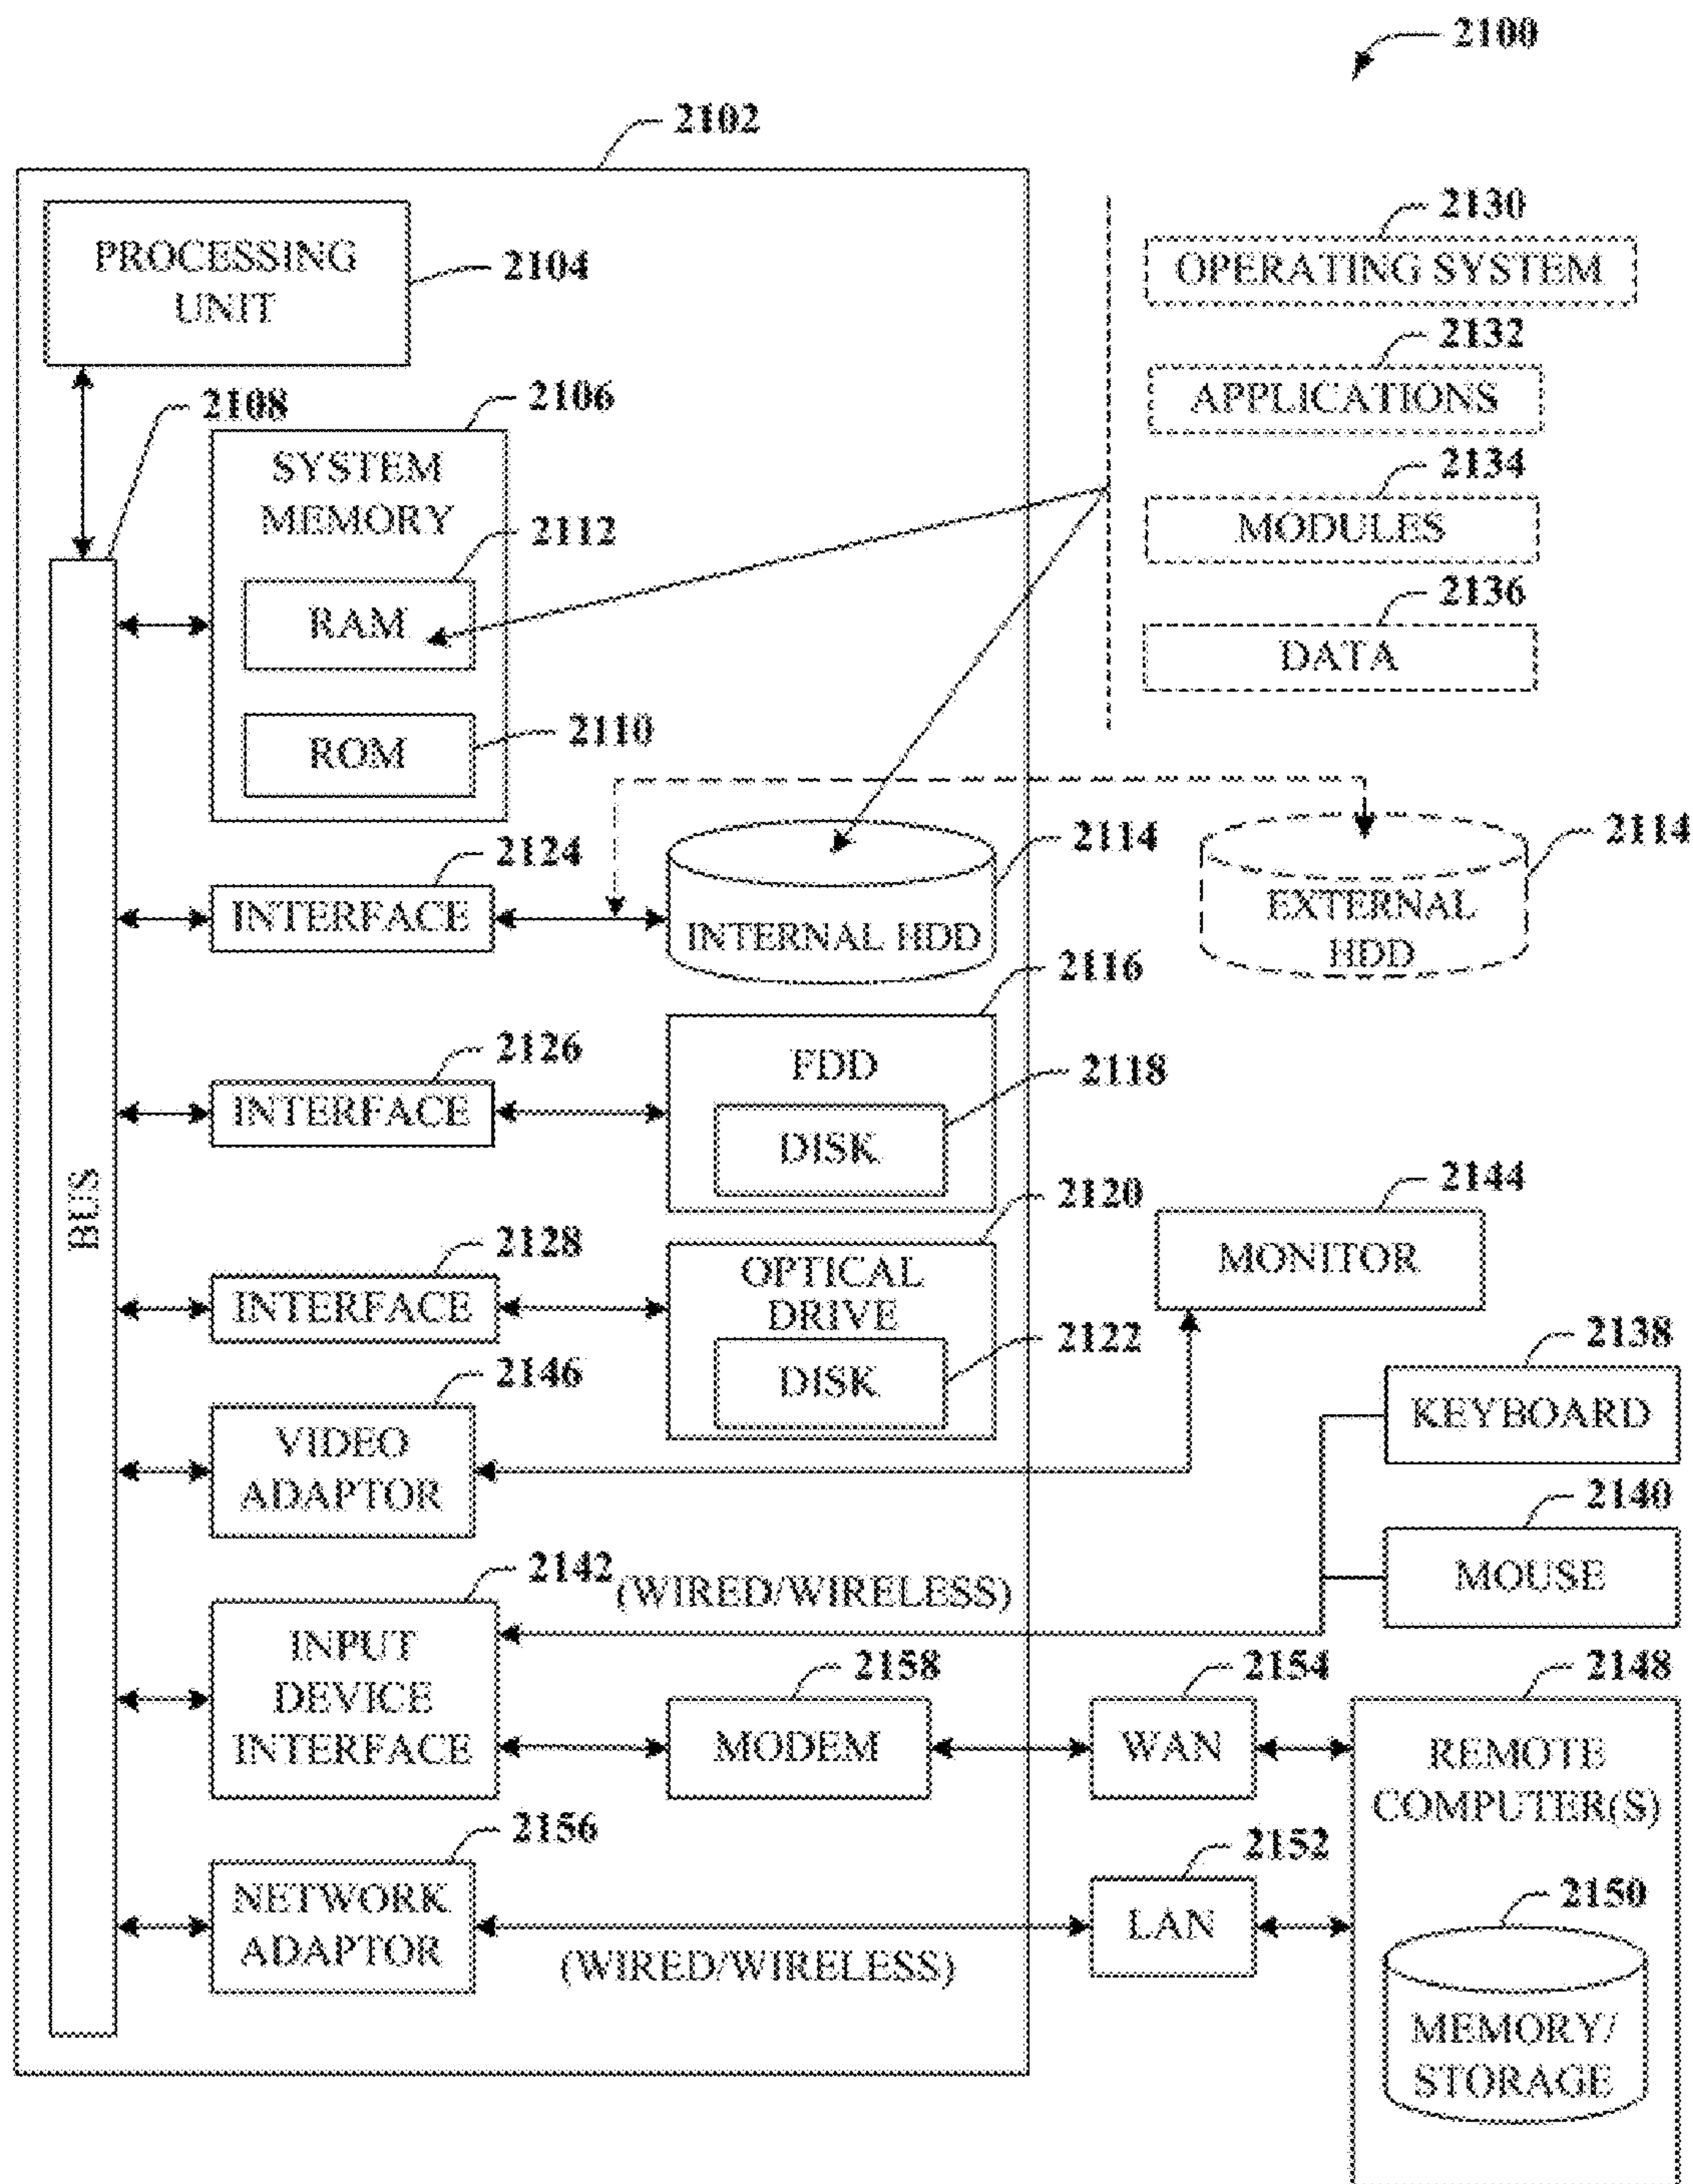 2100
2102
PROCESSING
UNIT
2104
2108
2106
SYSTEM
MEMORY
2112
RAM
2110
ROM
2130
OPERATING SYSTEM
2132
APPLICATIONS
2134
MODULES
2136
DATA
BUS
2124
INTERFACE
2114
INTERNAL HDD
2114
EXTERNAL
HDD
2126
INTERFACE
2116
FDD
2118
DISK
2128
INTERFACE
2120
OPTICAL
DRIVE
2122
DISK
2144
MONITOR
2146
VIDEO
ADAPTOR
2138
KEYBOARD
2140
MOUSE
2142
(WIRED/WIRELESS)
INPUT
DEVICE
INTERFACE
2158
MODEM
2154
WAN
2148
REMOTE
COMPUTER(S)
2156
NETWORK
ADAPTOR
(WIRED/WIRELESS)
2152
LAN
2150
MEMORY/
STORAGE